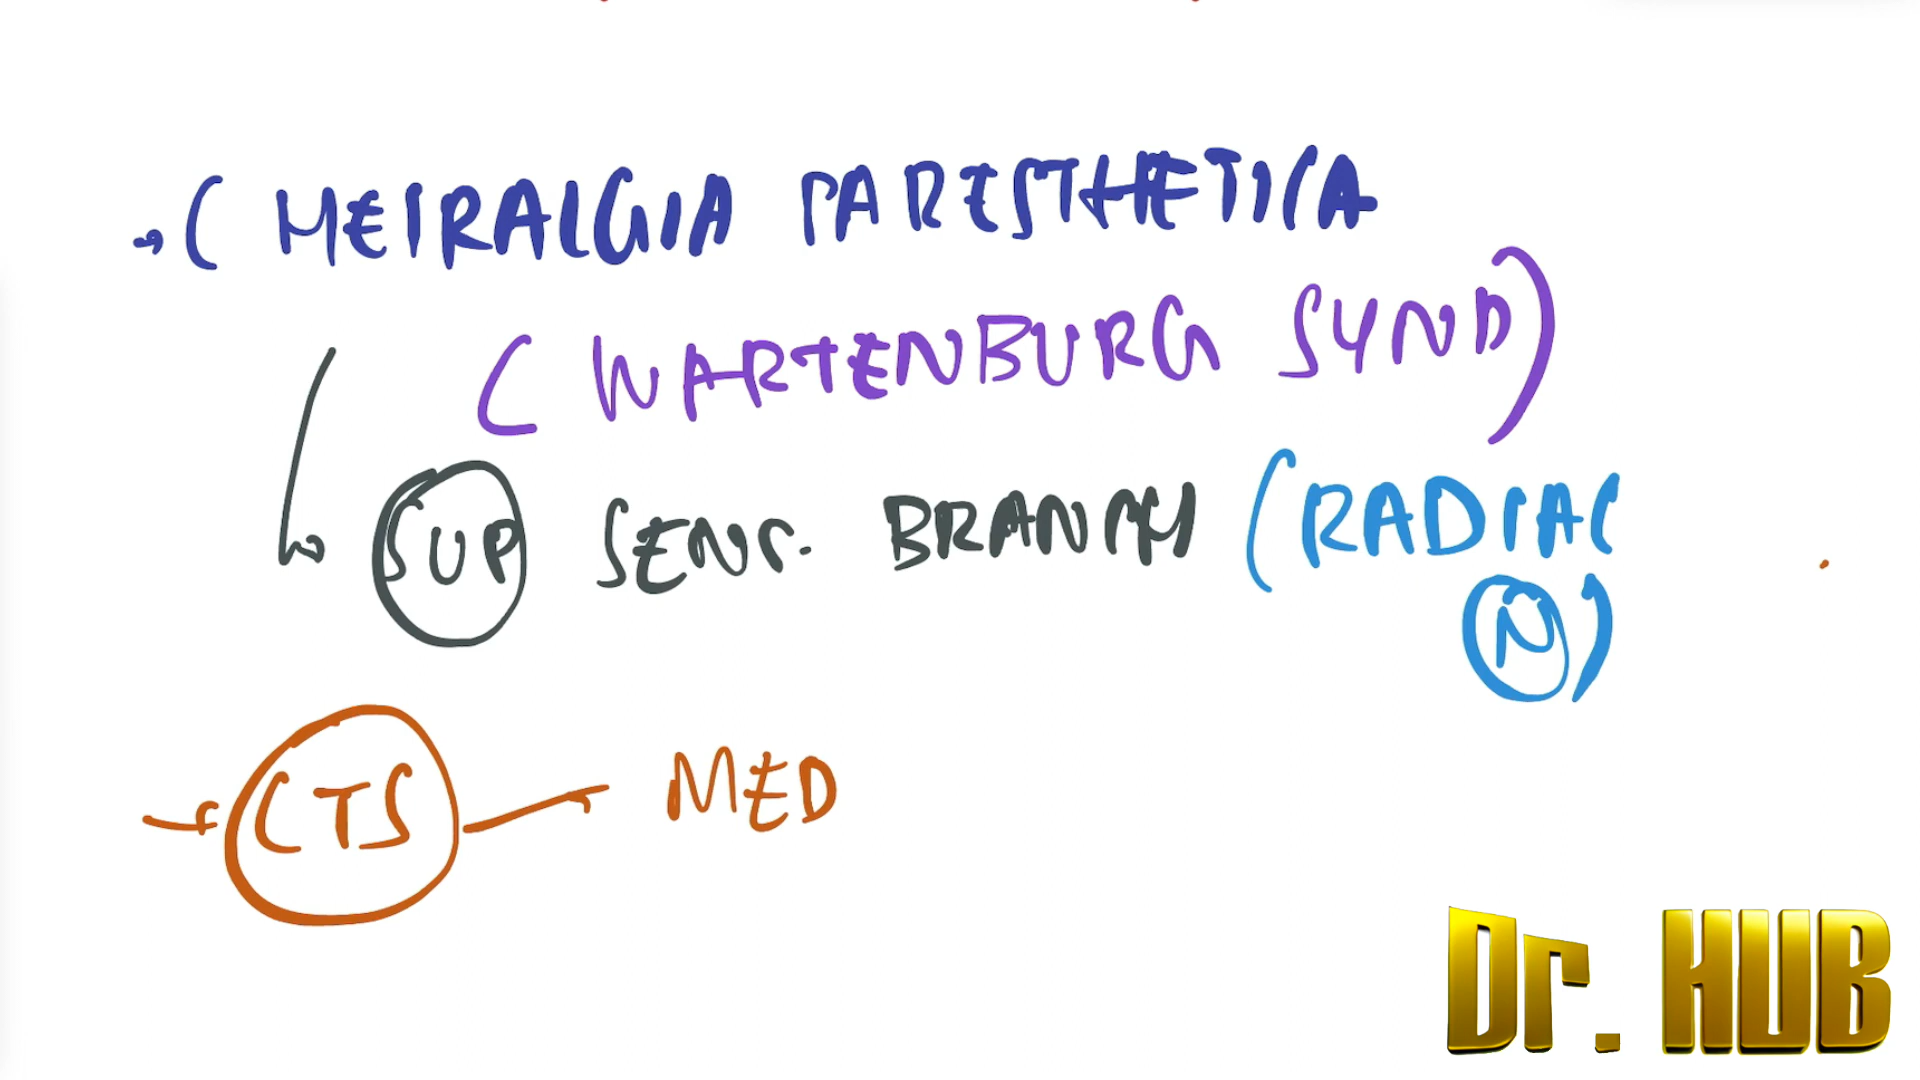 ( MEIRALGIA PARESTHETICA
( WARTENBURG SYND)
SUP SENS. BRANCH (RADIAL
N)
CTS MED
Dr. HUB